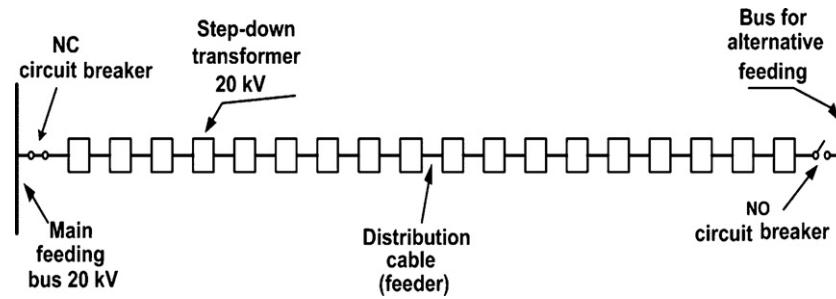 NC
circuit breaker
Step-down
transformer
20 kV
Bus for
alternative
feeding
Main
feeding
bus 20 kV
Distribution
cable
(feeder)
NO
circuit breaker